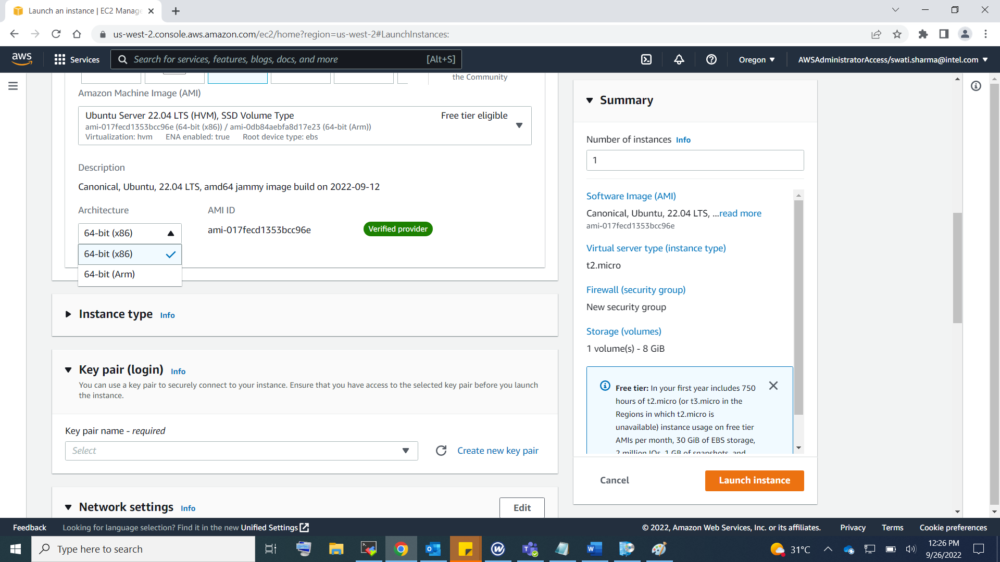 Launch an instance | EC2 Manage
us-west-2.console.aws.amazon.com/ec2/home?region=us-west-2#LaunchInstances:
aws
Services
Search for services, features, blogs, docs, and more
[Alt+S]
Oregon
AWSAdministratorAccess/swati.sharma@intel.com
the Community
Amazon Machine Image (AMI)
Ubuntu Server 22.04 LTS (HVM), SSD Volume Type
Free tier eligible
ami-017fecd1353bcc96e (64-bit (x86)) / ami-0db84aebfa8d17e23 (64-bit (Arm))
Virtualization: hvm ENA enabled: true Root device type: ebs
Description
Canonical, Ubuntu, 22.04 LTS, amd64 jammy image build on 2022-09-12
Architecture
AMI ID
64-bit (x86)
ami-017fecd1353bcc96e
Verified provider
64-bit (x86)
64-bit (Arm)
Instance type Info
Key pair (login) Info
You can use a key pair to securely connect to your instance. Ensure that you have access to the selected key pair before you launch
the instance.
Key pair name - required
Select
Create new key pair
Network settings Info
Edit
Summary
Number of instances Info
1
Software Image (AMI)
Canonical, Ubuntu, 22.04 LTS, ...read more
ami-017fecd1353bcc96e
Virtual server type (instance type)
t2.micro
Firewall (security group)
New security group
Storage (volumes)
1 volume(s) - 8 GiB
Free tier: In your first year includes 750
hours of t2.micro (or t3.micro in the
Regions in which t2.micro is
unavailable) instance usage on free tier
AMIs per month, 30 GiB of EBS storage,
2 million IOs, 1 GB of snapshots, and
Cancel
Launch instance
Feedback
Looking for language selection? Find it in the new Unified Settings
© 2022, Amazon Web Services, Inc. or its affiliates.
Privacy
Terms
Cookie preferences
Type here to search
31°C
12:26 PM
9/26/2022